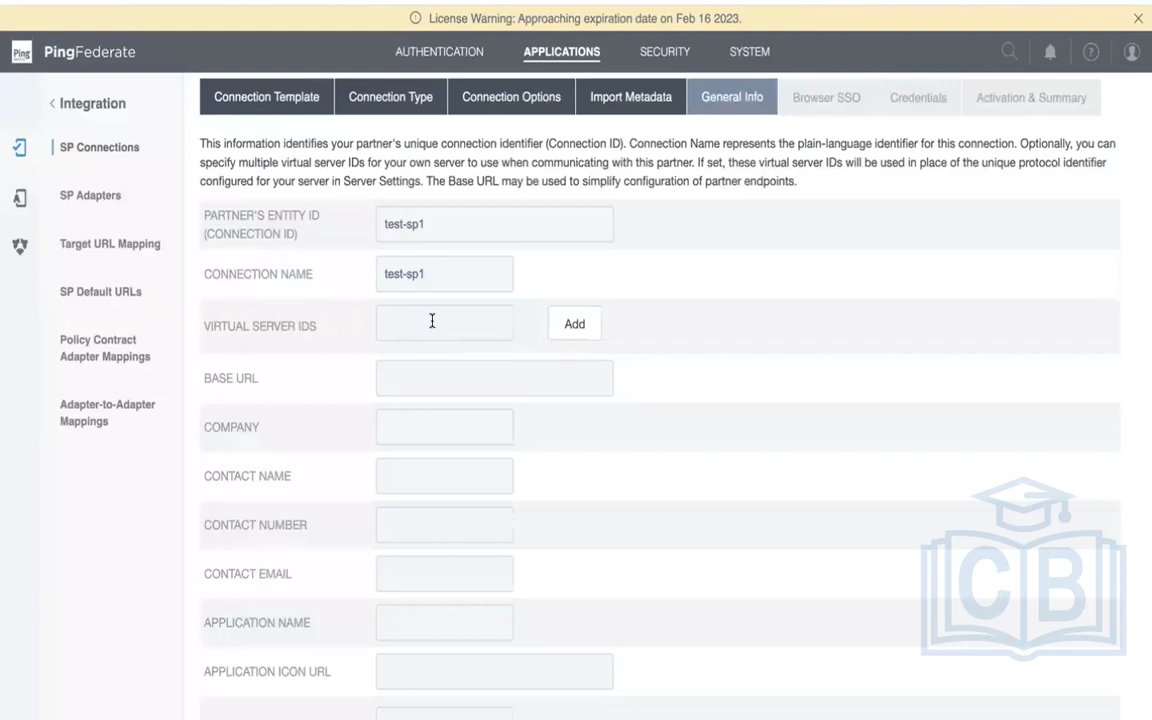 License Warning: Approaching expiration date on Feb 16 2023.
Ping PingFederate AUTHENTICATION APPLICATIONS SECURITY SYSTEM
Integration
SP Connections
SP Adapters
Target URL Mapping
SP Default URLs
Policy Contract
Adapter Mappings
Adapter-to-Adapter
Mappings
Connection Template Connection Type Connection Options Import Metadata General Info Browser SSO Credentials Activation & Summary
This information identifies your partner's unique connection identifier (Connection ID). Connection Name represents the plain-language identifier for this connection. Optionally, you can
specify multiple virtual server IDs for your own server to use when communicating with this partner. If set, these virtual server IDs will be used in place of the unique protocol identifier
configured for your server in Server Settings. The Base URL may be used to simplify configuration of partner endpoints.
PARTNER'S ENTITY ID
(CONNECTION ID)
test-sp1
CONNECTION NAME test-sp1
VIRTUAL SERVER IDS Add
BASE URL
COMPANY
CONTACT NAME
CONTACT NUMBER
CONTACT EMAIL
APPLICATION NAME
APPLICATION ICON URL
CB